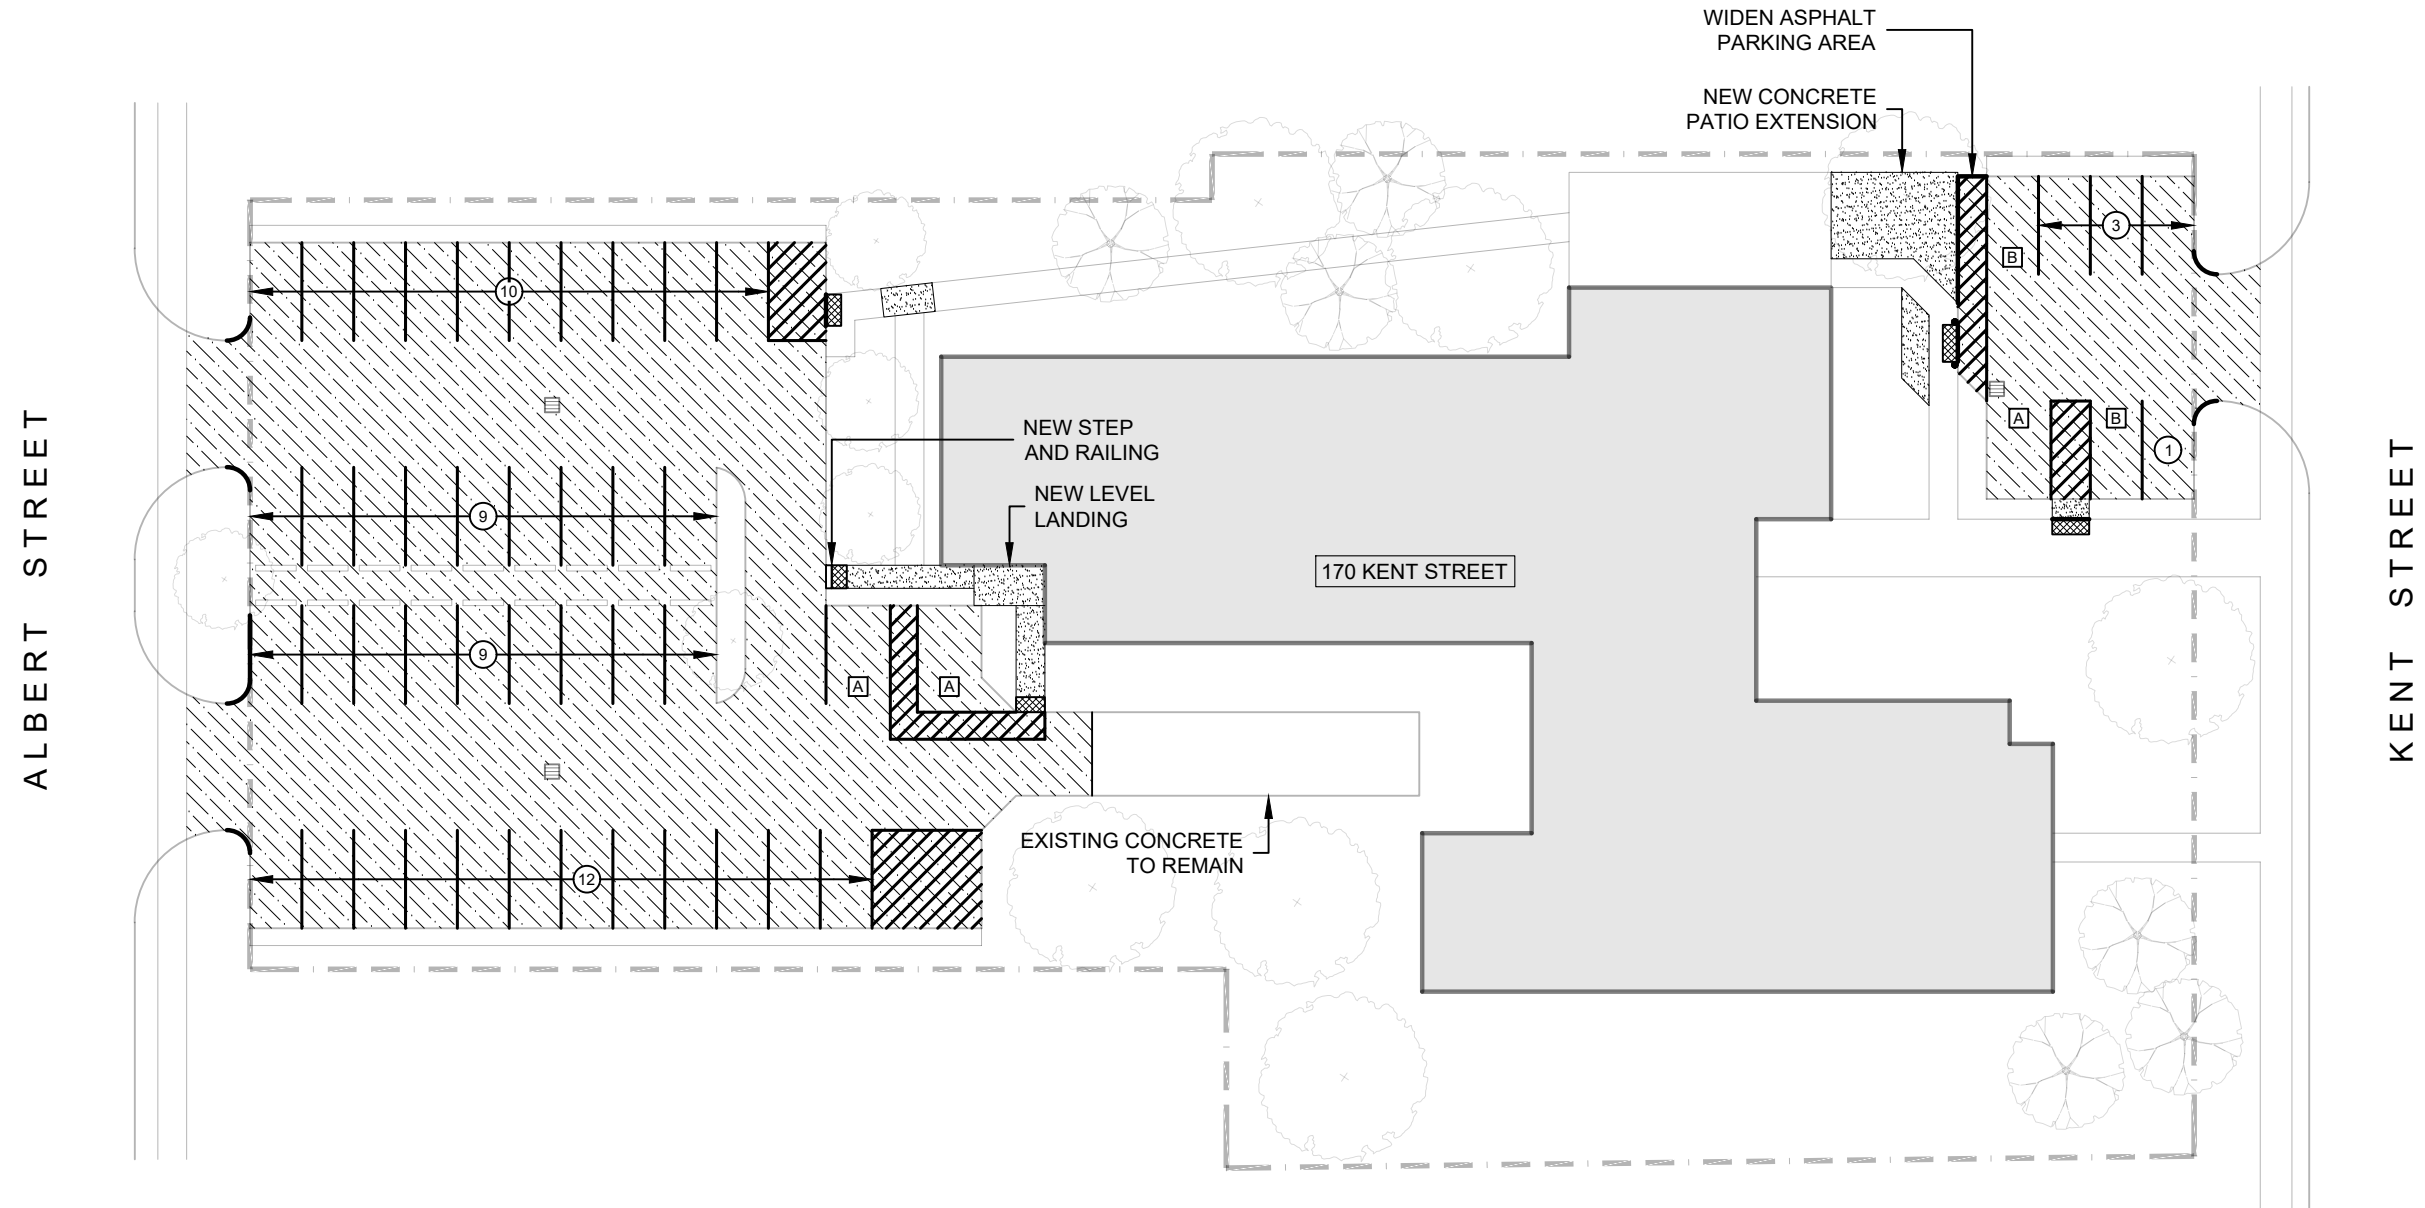 WIDEN ASPHALT
PARKING AREA
NEW CONCRETE
PATIO EXTENSION
3
B
10
A
B
1
NEW STEP
AND RAILING
NEW LEVEL
LANDING
9
170 KENT STREET
9
A
A
EXISTING CONCRETE
TO REMAIN
12
ALBERT STREET
KENT STREET